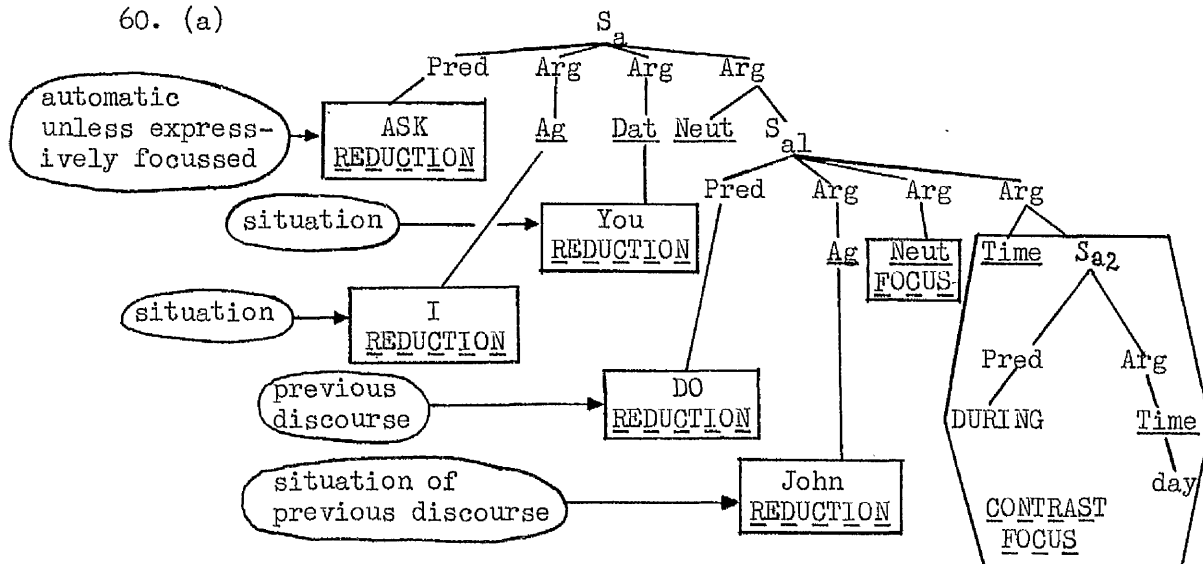 60. (a)
S a
Pred Arg Arg Arg
automatic
unless express-
ively focussed
ASK
REDUCTION
Ag Dat Neut S a1
Pred Arg Arg Arg
situation
You
REDUCTION
Ag Neut
FOCUS
Time S a2
situation
I
REDUCTION
Pred Arg
previous
discourse
DO
REDUCTION
DURING Time
day
situation of
previous discourse
John
REDUCTION
CONTRAST
FOCUS